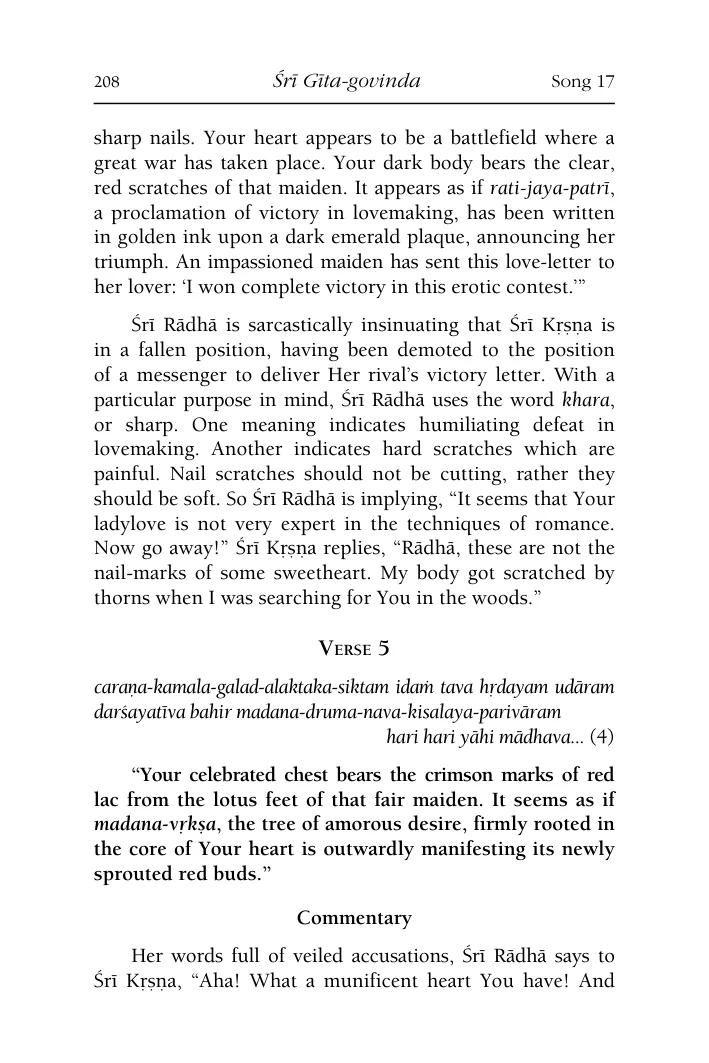 208 Śrī Gīta-govinda Song 17
sharp nails. Your heart appears to be a battlefield where a
great war has taken place. Your dark body bears the clear,
red scratches of that maiden. It appears as if rati-jaya-patrī,
a proclamation of victory in lovemaking, has been written
in golden ink upon a dark emerald plaque, announcing her
triumph. An impassioned maiden has sent this love-letter to
her lover: ‘I won complete victory in this erotic contest.’”
Śrī Rādhā is sarcastically insinuating that Śrī Kṛṣṇa is
in a fallen position, having been demoted to the position
of a messenger to deliver Her rival’s victory letter. With a
particular purpose in mind, Śrī Rādhā uses the word khara,
or sharp. One meaning indicates humiliating defeat in
lovemaking. Another indicates hard scratches which are
painful. Nail scratches should not be cutting, rather they
should be soft. So Śrī Rādhā is implying, “It seems that Your
ladylove is not very expert in the techniques of romance.
Now go away!” Śrī Kṛṣṇa replies, “Rādhā, these are not the
nail-marks of some sweetheart. My body got scratched by
thorns when I was searching for You in the woods.”
Verse 5
caraṇa-kamala-galad-alaktaka-siktam idaṁ tava hṛdayam udāram
darśayatīva bahir madana-druma-nava-kisalaya-parivāram
hari hari yāhi mādhava... (4)
“Your celebrated chest bears the crimson marks of red
lac from the lotus feet of that fair maiden. It seems as if
madana-vṛkṣa, the tree of amorous desire, firmly rooted in
the core of Your heart is outwardly manifesting its newly
sprouted red buds.”
Commentary
Her words full of veiled accusations, Śrī Rādhā says to
Śrī Kṛṣṇa, “Aha! What a munificent heart You have! And